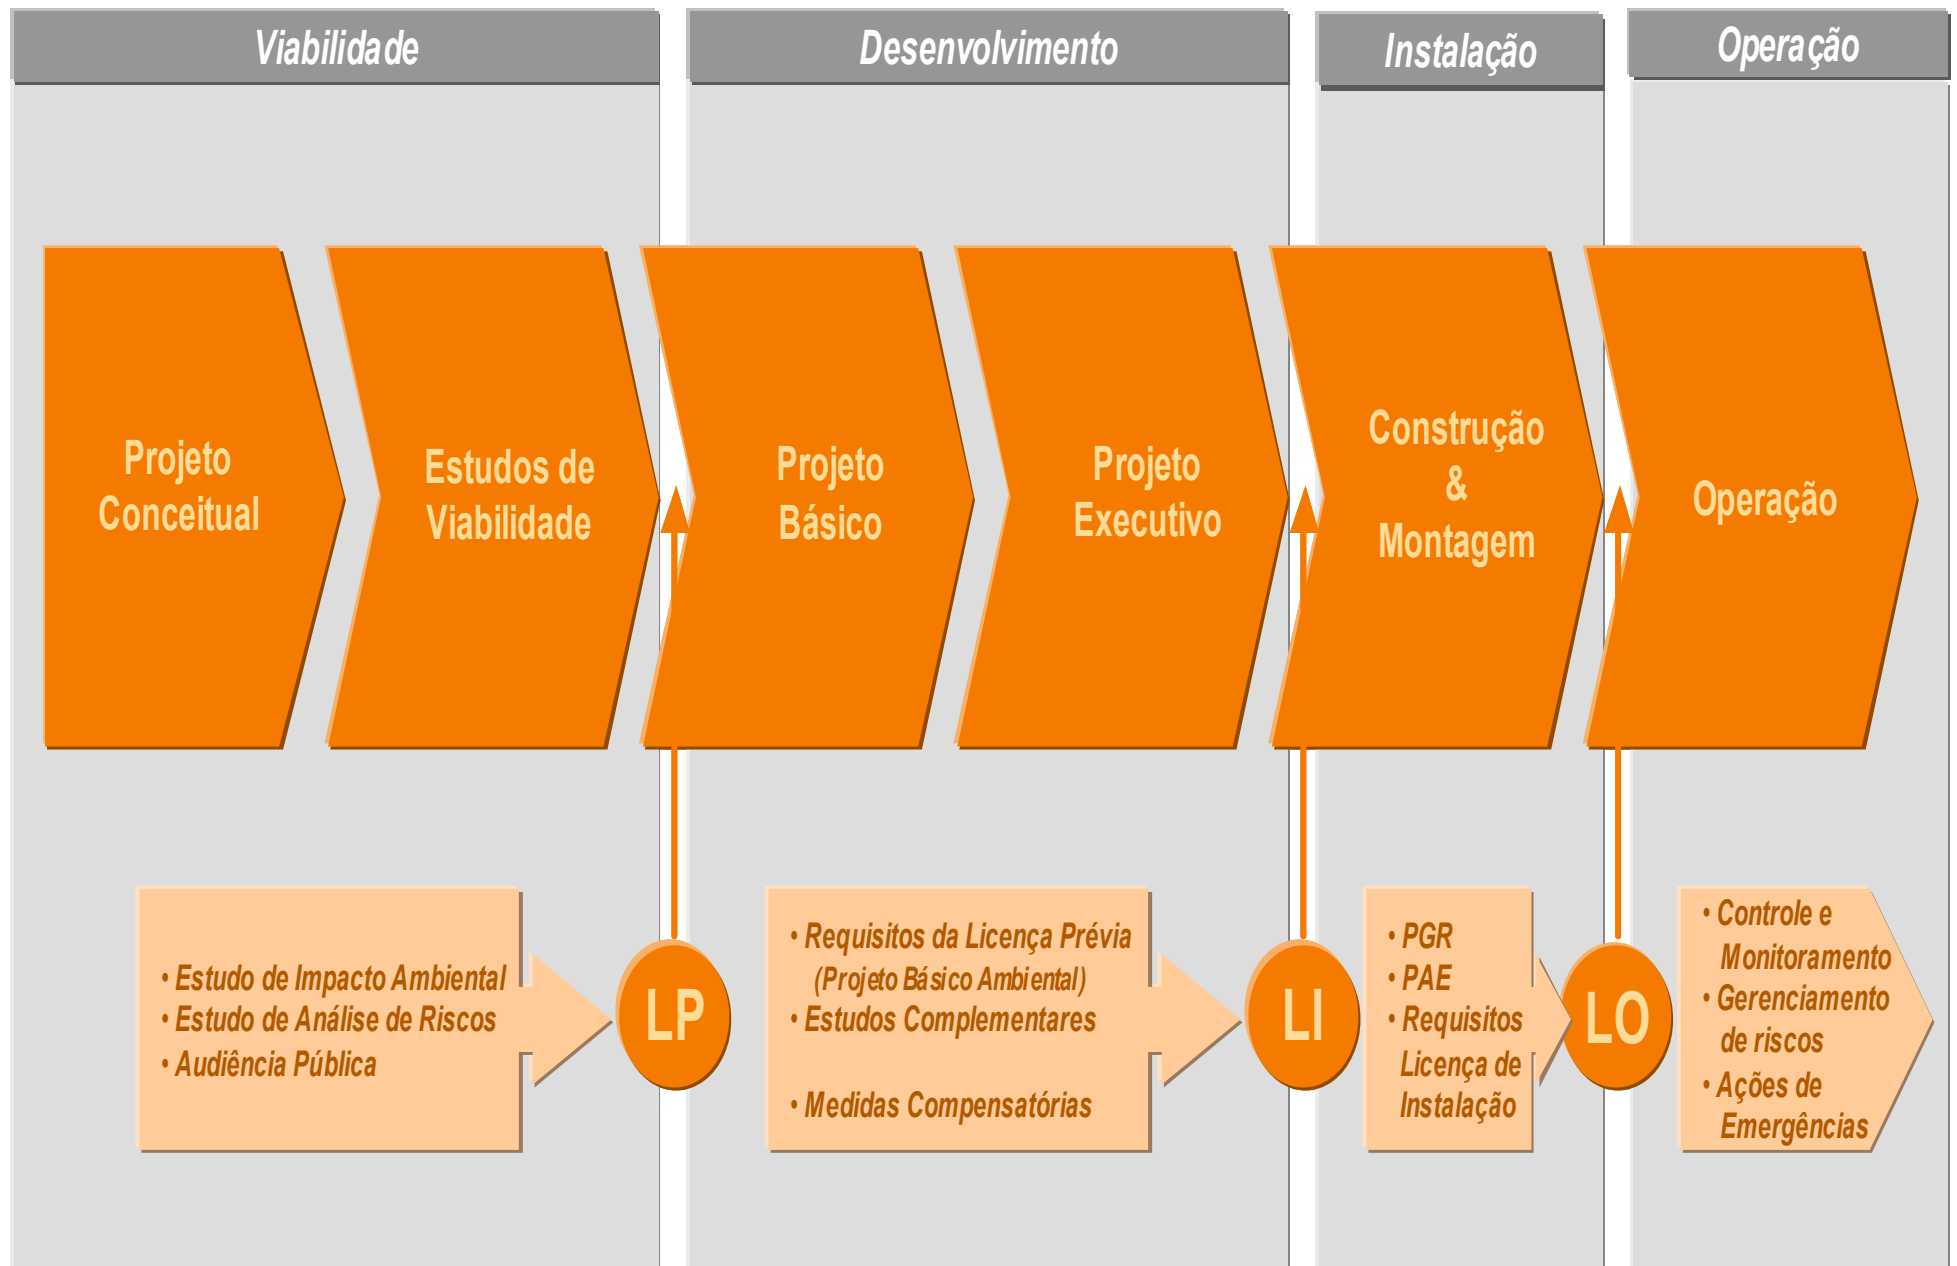 Viabilidade
Desenvolvimento
Instalação
Operação
Projeto
Conceitual
Estudos de
Viabilidade
Projeto
Básico
Projeto
Executivo
Construção
&
Montagem
Operação
• Estudo de Impacto Ambiental
• Estudo de Análise de Riscos
• Audiência Pública
LP
• Requisitos da Licença Prévia
(Projeto Básico Ambiental)
• Estudos Complementares
• Medidas Compensatórias
LI
• PGR
• PAE
• Requisitos
Licença de
Instalação
LO
• Controle e
Monitoramento
• Gerenciamento
de riscos
• Ações de
Emergências